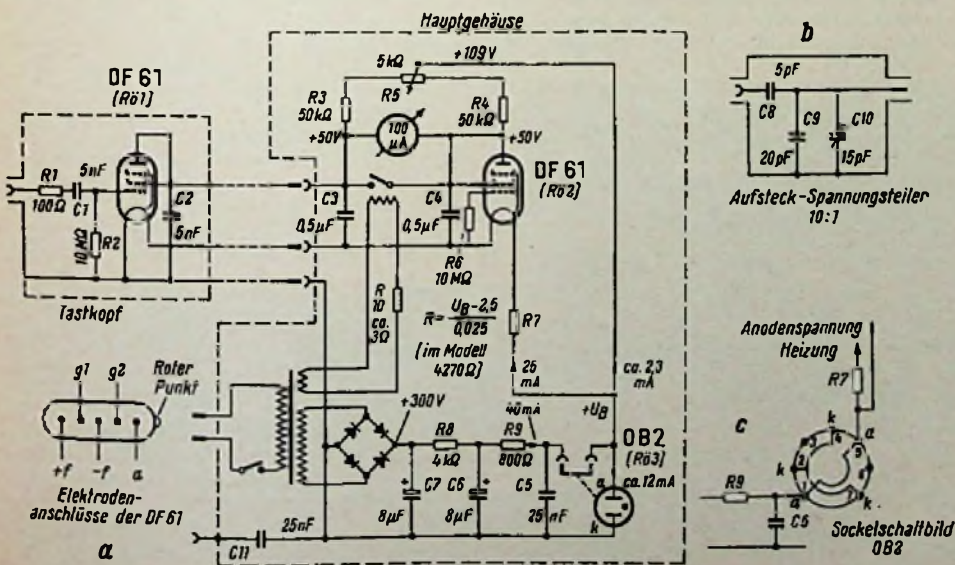 Hauptgehäuse
DF 61
(Rö1)
R1
100Ω
5nF
C1
R2
10MΩ
C2
5nF
Tastkopf
+109V
5kΩ
R5
R3
50kΩ
R4
50kΩ
+50V
100
µA
+50V
DF 61
(Rö2)
C3
0,5µF
C4
0,5µF
R6
10MΩ
R
10
ca.
3Ω
R = UB-2,5
0,025
[im Modell
4270Ω]
R7
25
mA
ca. 2,3
mA
+UB
g1
g2
Roter
Punkt
+f
-f
a
Elektroden-
anschlüsse der DF 61
a
+300V
R8
4kΩ
R9
800Ω
40mA
C7
8µF
C6
8µF
C5
25
nF
0B2
(Rö3)
a
ca. 12mA
k
25nF
C11
b
5pF
C8
C9
20pF
C10
15pF
Aufsteck-Spannungsteiler
10:1
c
Anodenspannung
Heizung
R7
R9
C5
k
a
k
a
k
Sockelschaltbild
0B2